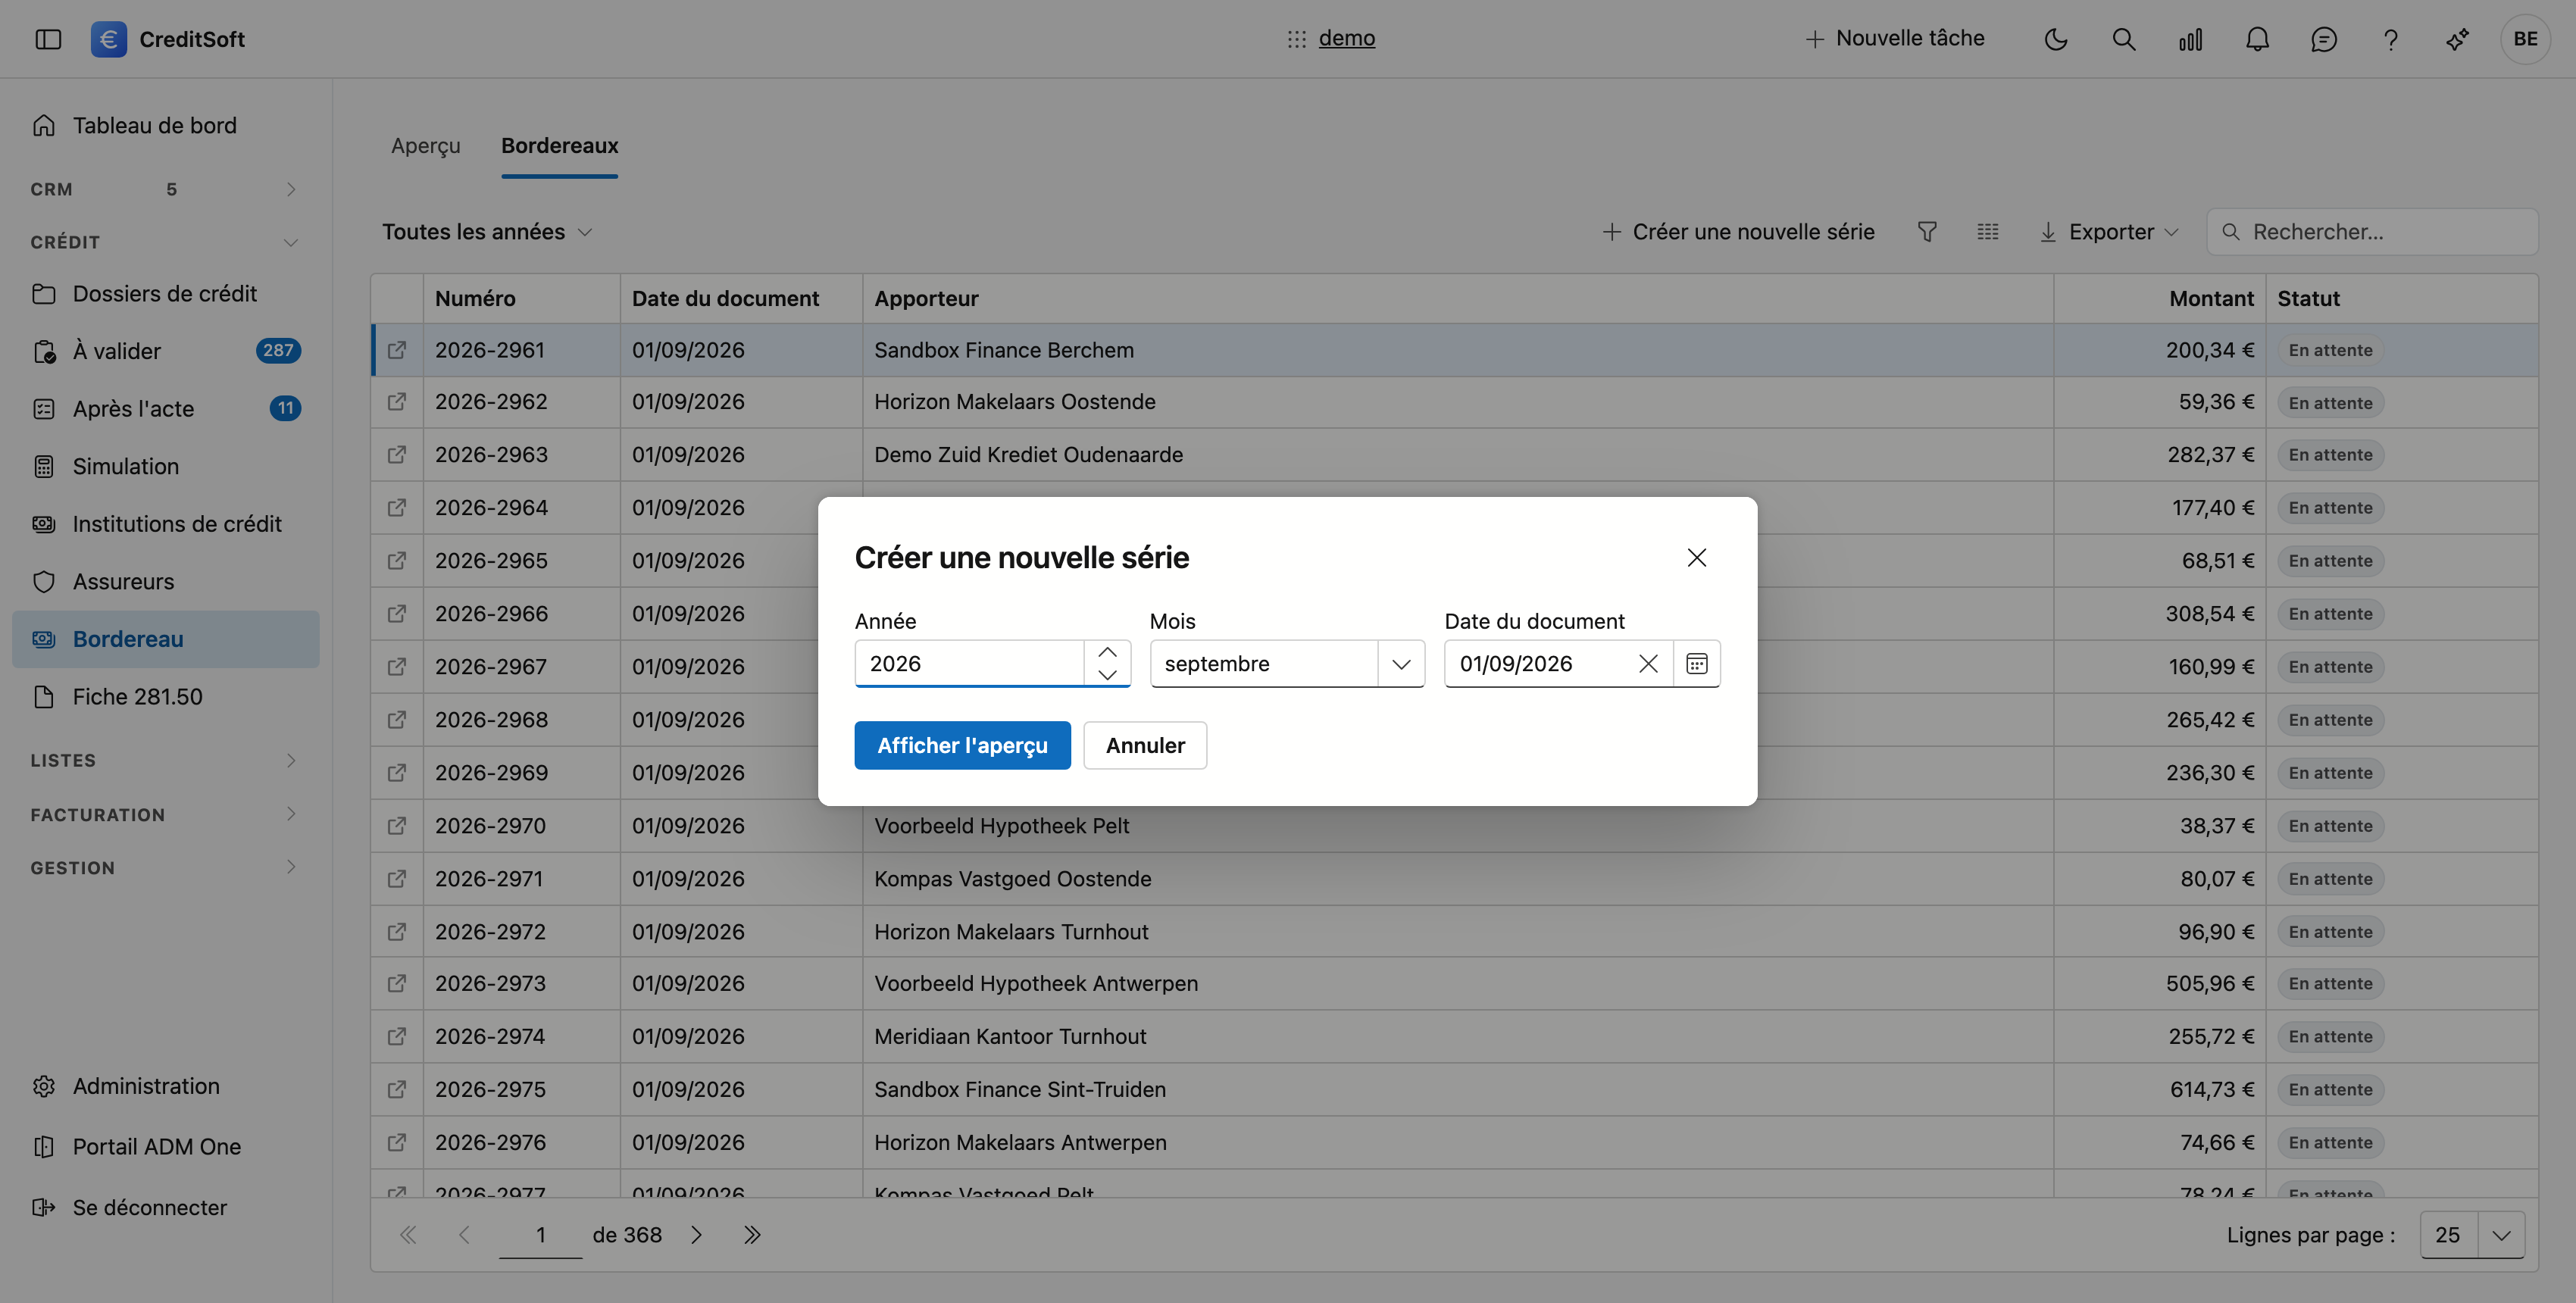 CreditSoft
demo
Nouvelle tâche
BE
Tableau de bord
CRM 5
CRÉDIT
Dossiers de crédit
À valider 287
Après l'acte 11
Simulation
Institutions de crédit
Assureurs
Bordereau
Fiche 281.50
LISTES
FACTURATION
GESTION
Administration
Portail ADM One
Se déconnecter
Aperçu Bordereaux
Toutes les années
Créer une nouvelle série
Exporter
Rechercher...
Numéro Date du document Apporteur Montant Statut
2026-2961 01/09/2026 Sandbox Finance Berchem 200,34 € En attente
2026-2962 01/09/2026 Horizon Makelaars Oostende 59,36 € En attente
2026-2963 01/09/2026 Demo Zuid Krediet Oudenaarde 282,37 € En attente
2026-2964 01/09/2026 177,40 € En attente
2026-2965 01/09/2026 68,51 € En attente
2026-2966 01/09/2026 308,54 € En attente
2026-2967 01/09/2026 160,99 € En attente
2026-2968 01/09/2026 265,42 € En attente
2026-2969 01/09/2026 236,30 € En attente
2026-2970 01/09/2026 Voorbeeld Hypotheek Pelt 38,37 € En attente
2026-2971 01/09/2026 Kompas Vastgoed Oostende 80,07 € En attente
2026-2972 01/09/2026 Horizon Makelaars Turnhout 96,90 € En attente
2026-2973 01/09/2026 Voorbeeld Hypotheek Antwerpen 505,96 € En attente
2026-2974 01/09/2026 Meridiaan Kantoor Turnhout 255,72 € En attente
2026-2975 01/09/2026 Sandbox Finance Sint-Truiden 614,73 € En attente
2026-2976 01/09/2026 Horizon Makelaars Antwerpen 74,66 € En attente
2026-2977 01/09/2026 Kompas Vastgoed Pelt 78,24 € En attente
1 de 368
Lignes par page : 25
Créer une nouvelle série
Année Mois Date du document
2026 septembre 01/09/2026
Afficher l'aperçu Annuler